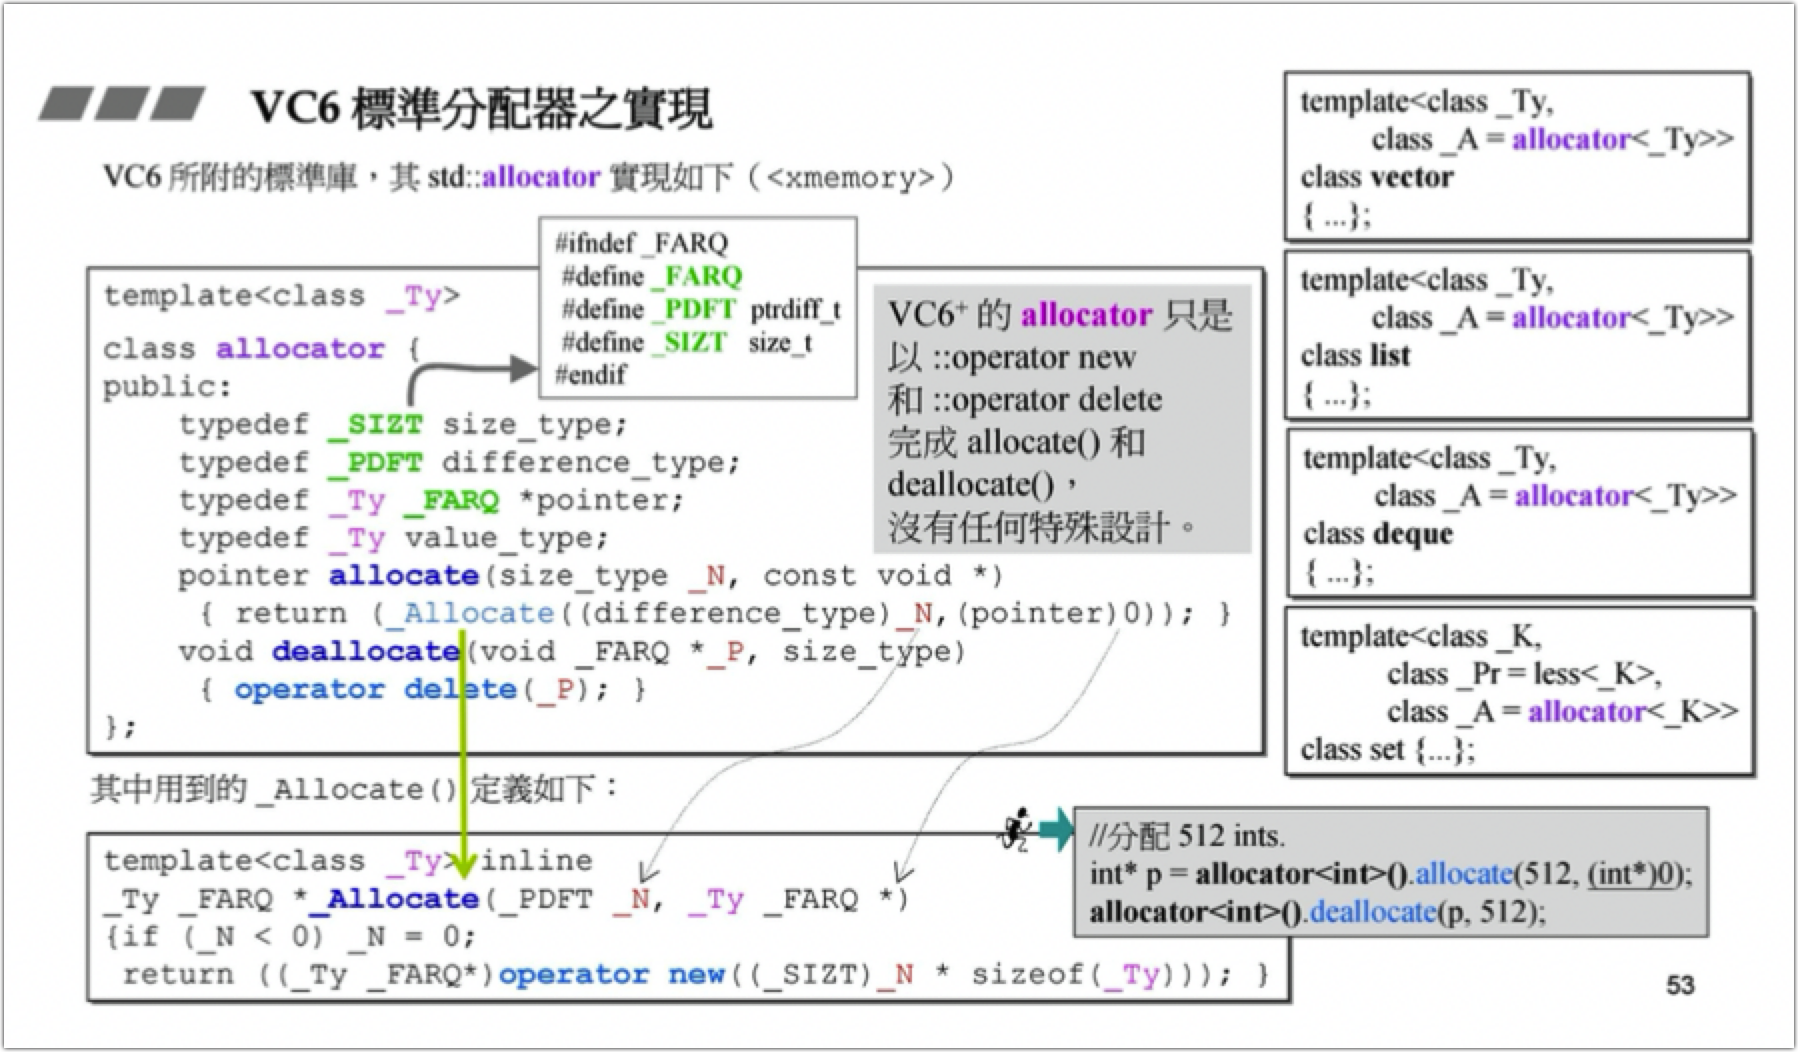 VC6 標準分配器之實現
VC6 所附的標準庫，其 std::allocator 實現如下（<xmemory>）
#ifndef _FARQ
#define _FARQ
#define _PDFT ptrdiff_t
#define _SIZT size_t
#endif
template<class _Ty>
class allocator {
public:
typedef _SIZT size_type;
typedef _PDFT difference_type;
typedef _Ty _FARQ *pointer;
typedef _Ty value_type;
pointer allocate(size_type _N, const void *)
{ return (_Allocate((difference_type)_N,(pointer)0)); }
void deallocate(void _FARQ *_P, size_type)
{ operator delete(_P); }
};
VC6+ 的 allocator 只是
以 ::operator new
和 ::operator delete
完成 allocate() 和
deallocate()，
沒有任何特殊設計。
其中用到的 _Allocate() 定義如下：
template<class _Ty> inline
_Ty _FARQ *_Allocate(_PDFT _N, _Ty _FARQ *)
{if (_N < 0) _N = 0;
return ((_Ty _FARQ*)operator new((_SIZT)_N * sizeof(_Ty))); }
template<class _Ty,
class _A = allocator<_Ty>>
class vector
{ ...};
template<class _Ty,
class _A = allocator<_Ty>>
class list
{ ...};
template<class _Ty,
class _A = allocator<_Ty>>
class deque
{ ...};
template<class _K,
class _Pr = less<_K>,
class _A = allocator<_K>>
class set {...};
//分配 512 ints.
int* p = allocator<int>().allocate(512, (int*)0);
allocator<int>().deallocate(p, 512);
53